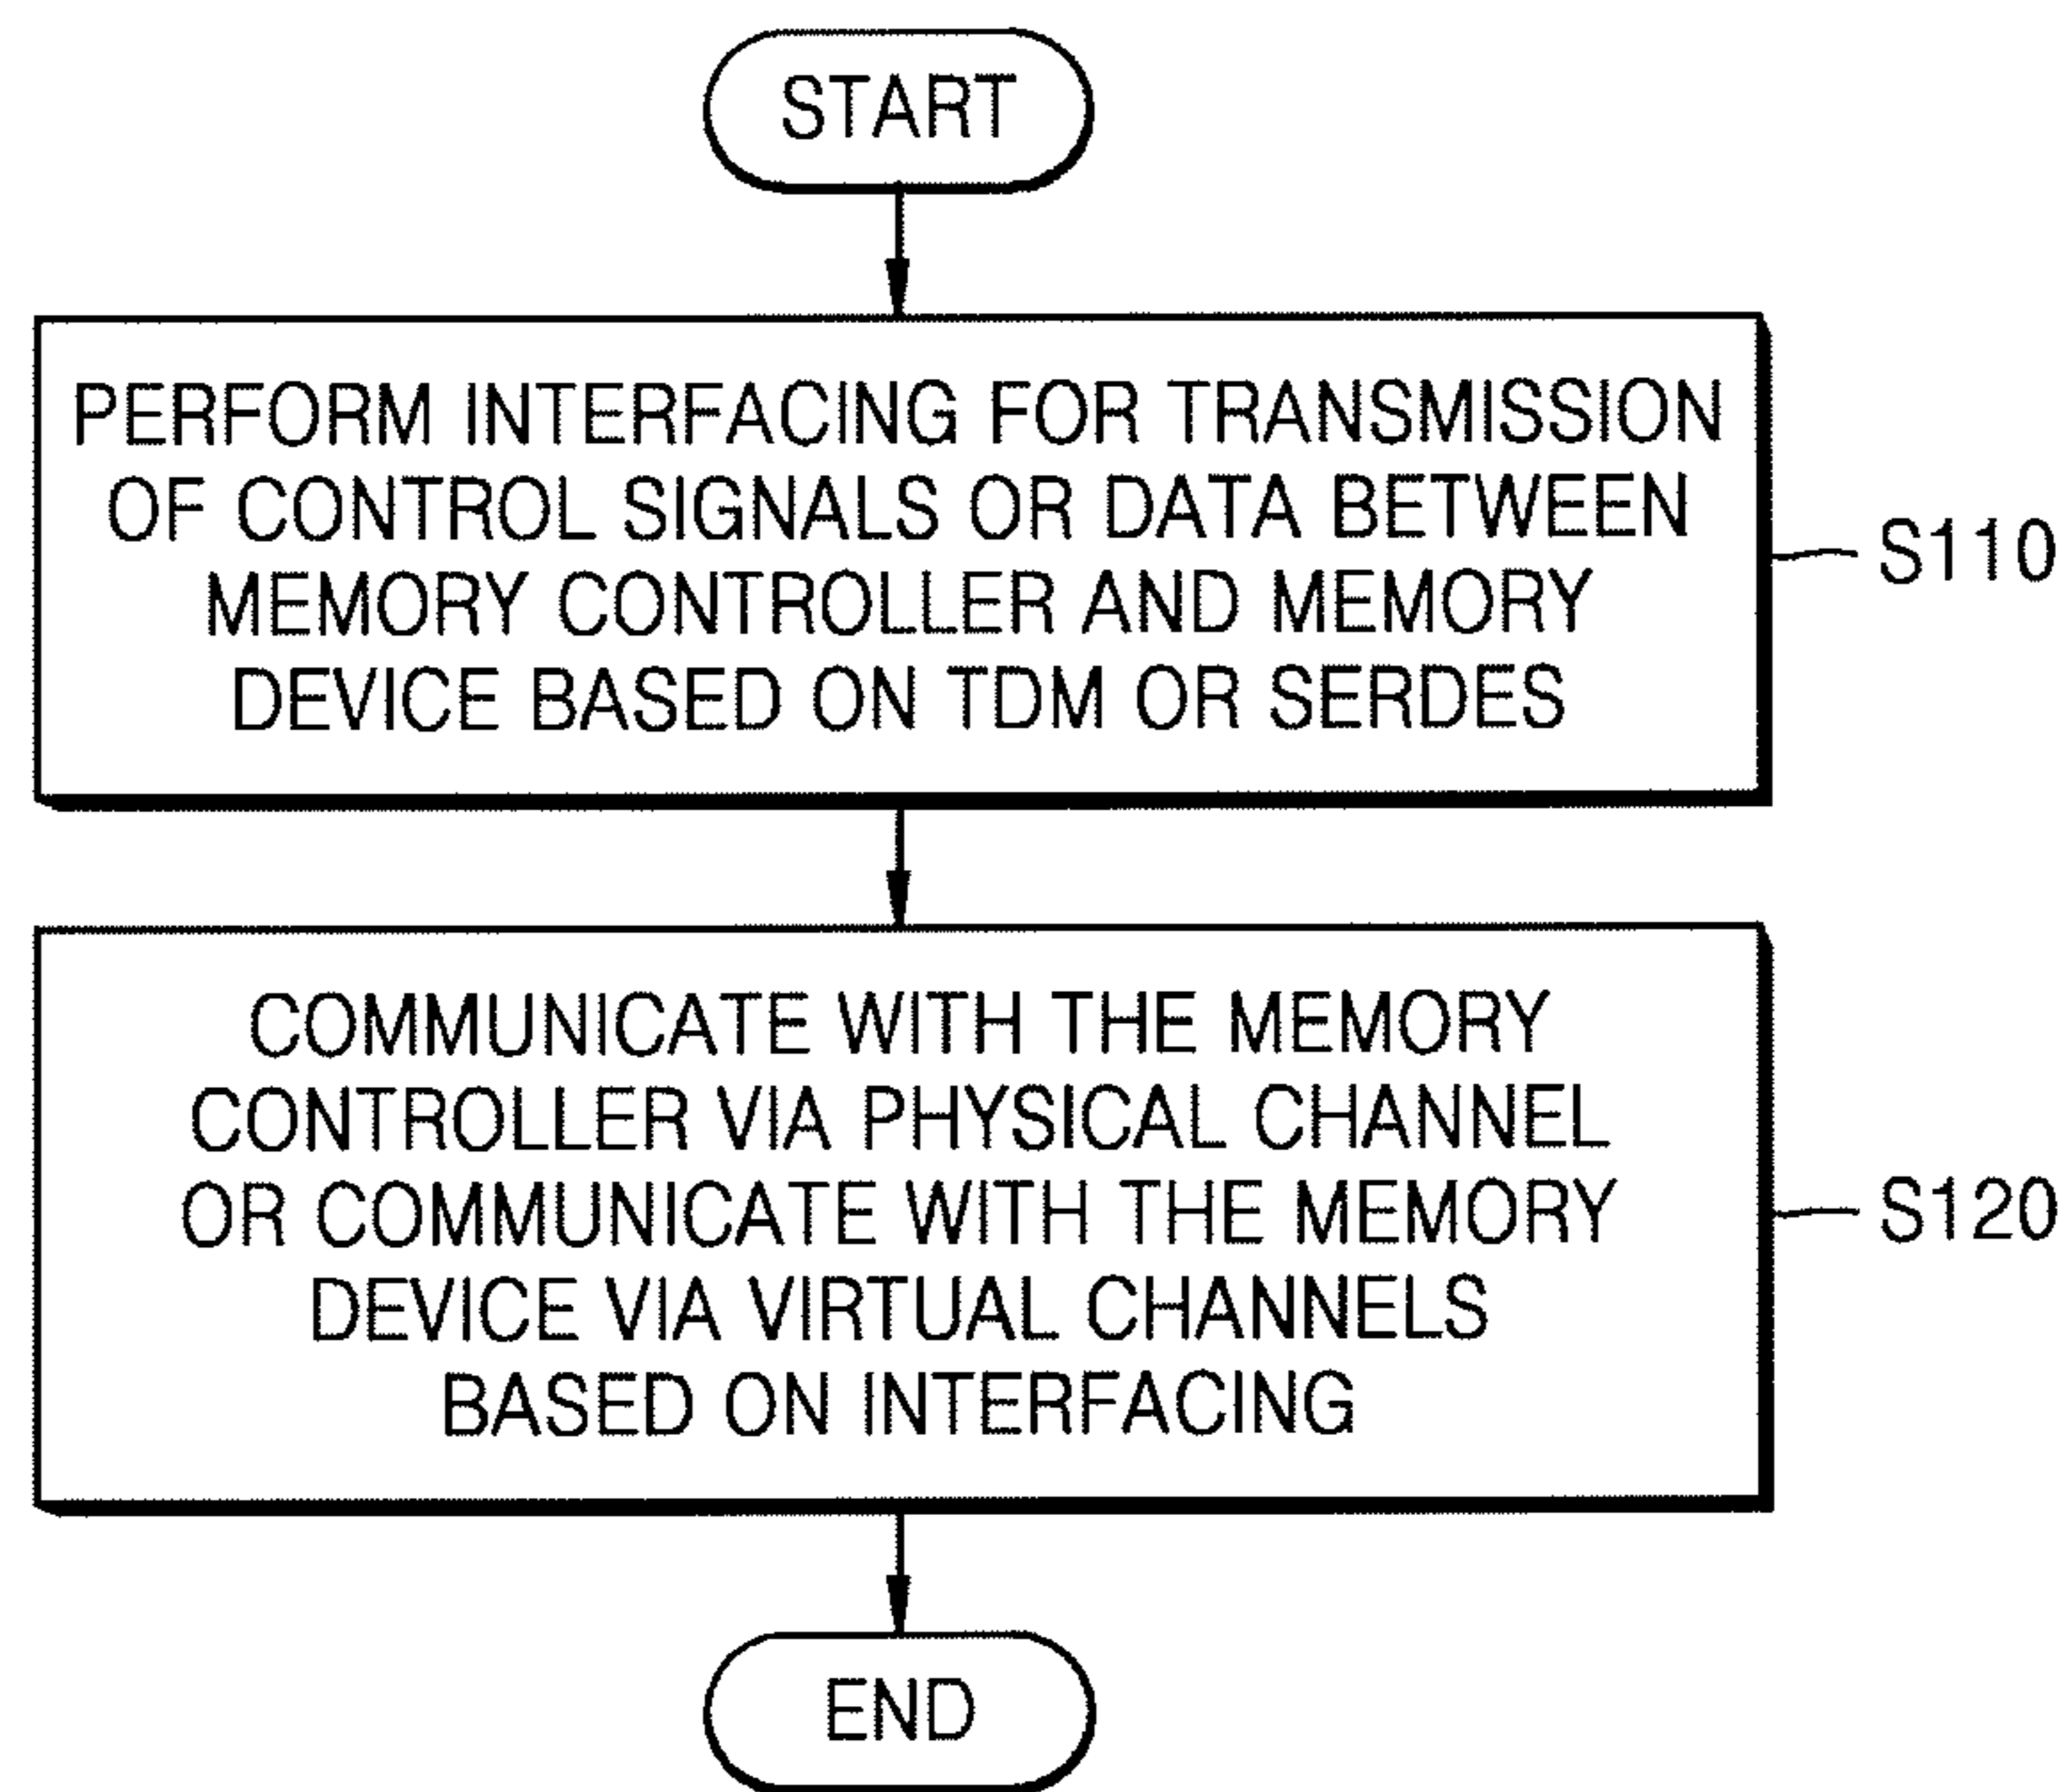 START
PERFORM INTERFACING FOR TRANSMISSION
OF CONTROL SIGNALS OR DATA BETWEEN
MEMORY CONTROLLER AND MEMORY
DEVICE BASED ON TDM OR SERDES
S110
COMMUNICATE WITH THE MEMORY
CONTROLLER VIA PHYSICAL CHANNEL
OR COMMUNICATE WITH THE MEMORY
DEVICE VIA VIRTUAL CHANNELS
BASED ON INTERFACING
S120
END